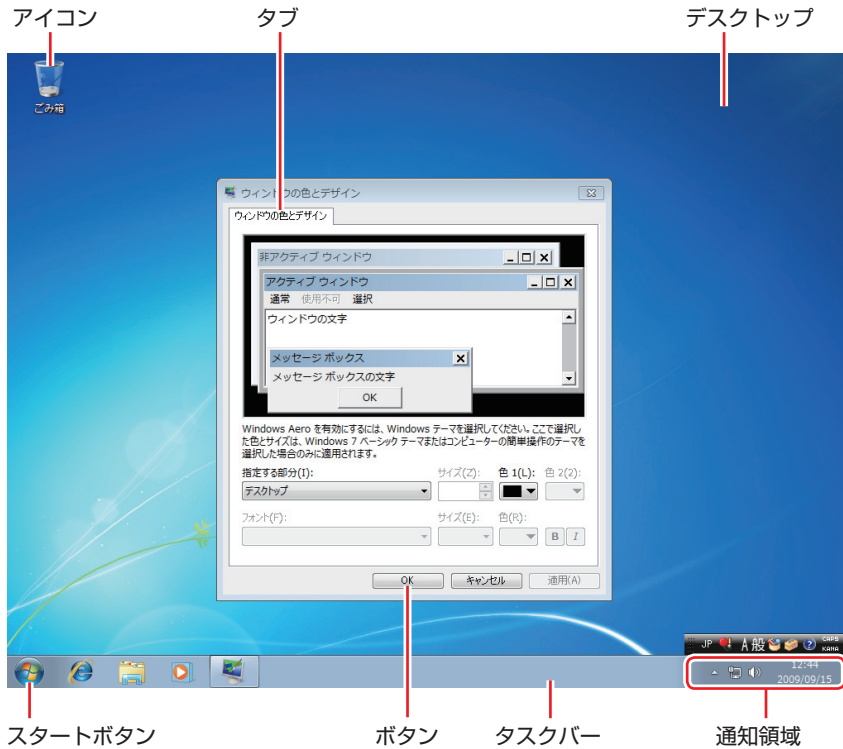 アイコン
タブ
デスクトップ
ごみ箱
ウィンドウの色とデザイン
ウィンドウの色とデザイン
非アクティブ ウィンドウ
アクティブ ウィンドウ
通常 使用不可 選択
ウィンドウの文字
メッセージ ボックス
メッセージ ボックスの文字
OK
Windows Aero を有効にするには、Windows テーマを選択してください。ここで選択し
た色とサイズは、Windows 7 ベーシック テーマまたはコンピューターの簡単操作のテーマを
選択した場合のみに適用されます。
指定する部分(I): サイズ(Z): 色 1(L): 色 2(2):
デスクトップ
フォント(F): サイズ(E): 色(R):
B I
OK キャンセル 適用(A)
JP A 般 CAPS
KANA
12:44
2009/09/15
スタートボタン
ボタン
タスクバー
通知領域